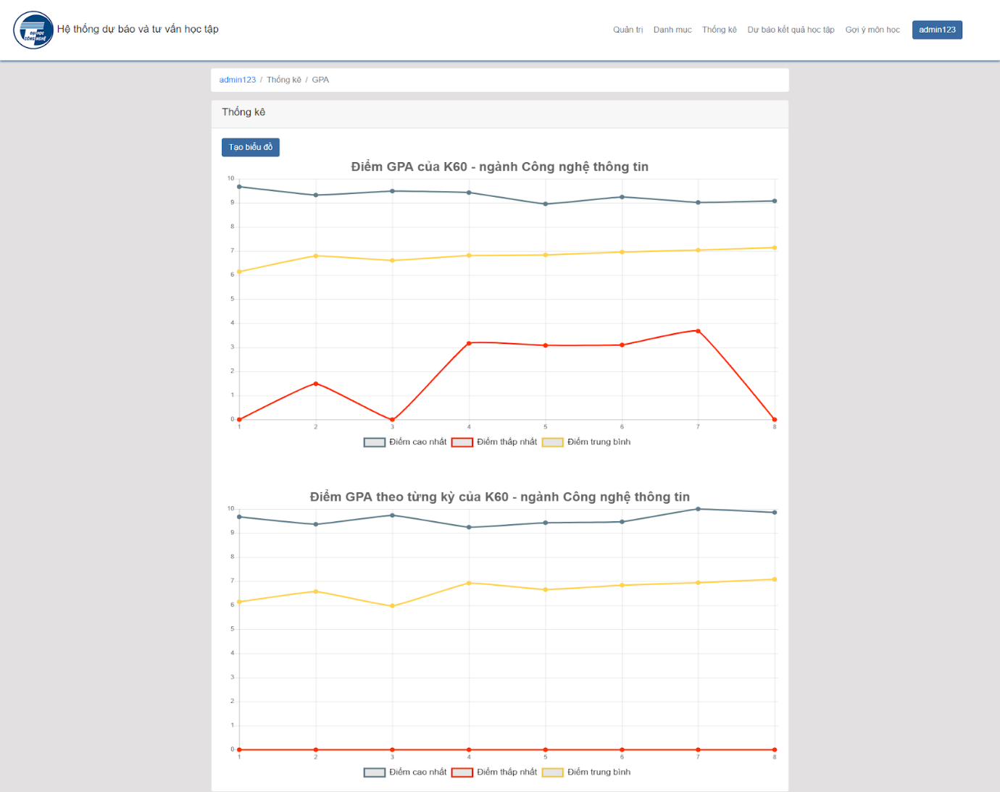 ĐẠI HỌC
CÔNG NGHỆ
Hệ thống dự báo và tư vấn học tập
Quản trị Danh mục Thống kê Dự báo kết quả học tập Gợi ý môn học admin123
admin123 / Thống kê / GPA
Thống kê
Tạo biểu đồ
Điểm GPA của K60 - ngành Công nghệ thông tin
10
9
8
7
6
5
4
3
2
1
0
1 2 3 4 5 6 7 8
Điểm cao nhất Điểm thấp nhất Điểm trung bình
Điểm GPA theo từng kỳ của K60 - ngành Công nghệ thông tin
10
9
8
7
6
5
4
3
2
1
0
1 2 3 4 5 6 7 8
Điểm cao nhất Điểm thấp nhất Điểm trung bình